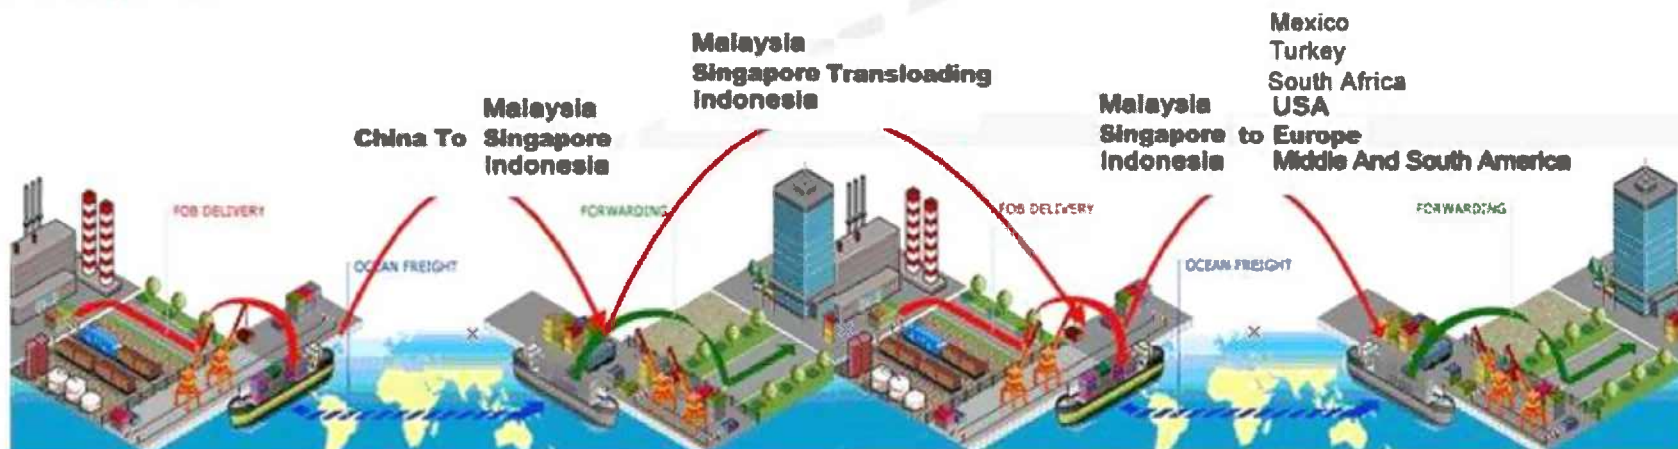 Mexico
Turkey
South Africa
USA
Europe
Middle And South America
Malaysia
Singapore Transloading
Indonesia
Malaysia
Singapore to
Indonesia
China To
Malaysia
Singapore
Indonesia
FOB DELIVERY
FORWARDING
FOB DELIVERY
FORWARDING
OCEAN FREIGHT
OCEAN FREIGHT